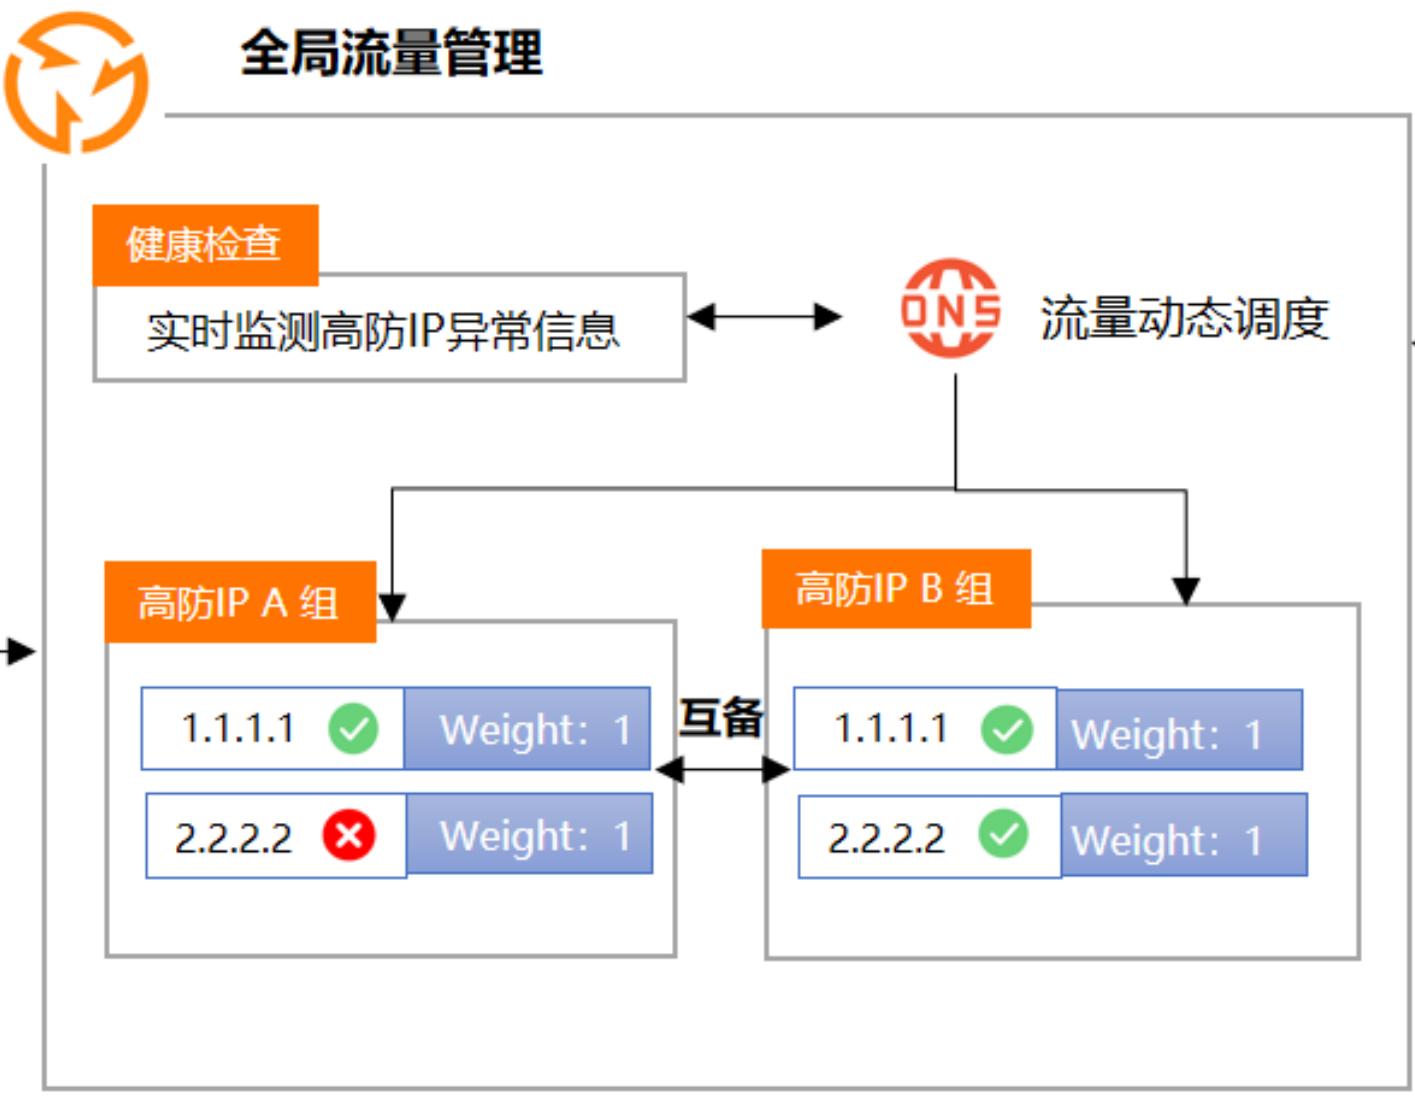 全局流量管理
健康检查
实时监测高防IP异常信息
DNS
流量动态调度
高防IP A 组
1.1.1.1 Weight：1
2.2.2.2 Weight：1
互备
高防IP B 组
1.1.1.1 Weight：1
2.2.2.2 Weight：1